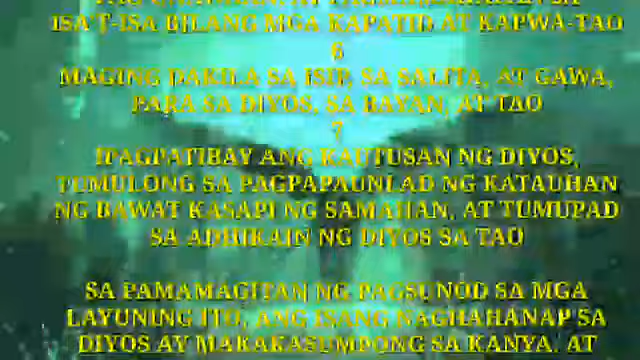 ISA'T-ISA BILANG MGA KAPATID AT KAPWA-TAO
6
MAGING DAKILA SA ISIP, SA SALITA, AT GAWA,
PARA SA DIYOS, SA BAYAN, AT TAO
7
IPAGPATIBAY ANG KAUTUSAN NG DIYOS,
TUMULONG SA PAGPAPAUNLAD NG KATAUHAN
NG BAWAT KASAPI NG SAMAHAN, AT TUMUPAD
SA ADHIKAIN NG DIYOS SA TAO
SA PAMAMAGITAN NG PAGSUNOD SA MGA
LAYUNING ITO, ANG ISANG NAGHAHANAP SA
DIYOS AY MAKAKASUMPONG SA KANYA, AT